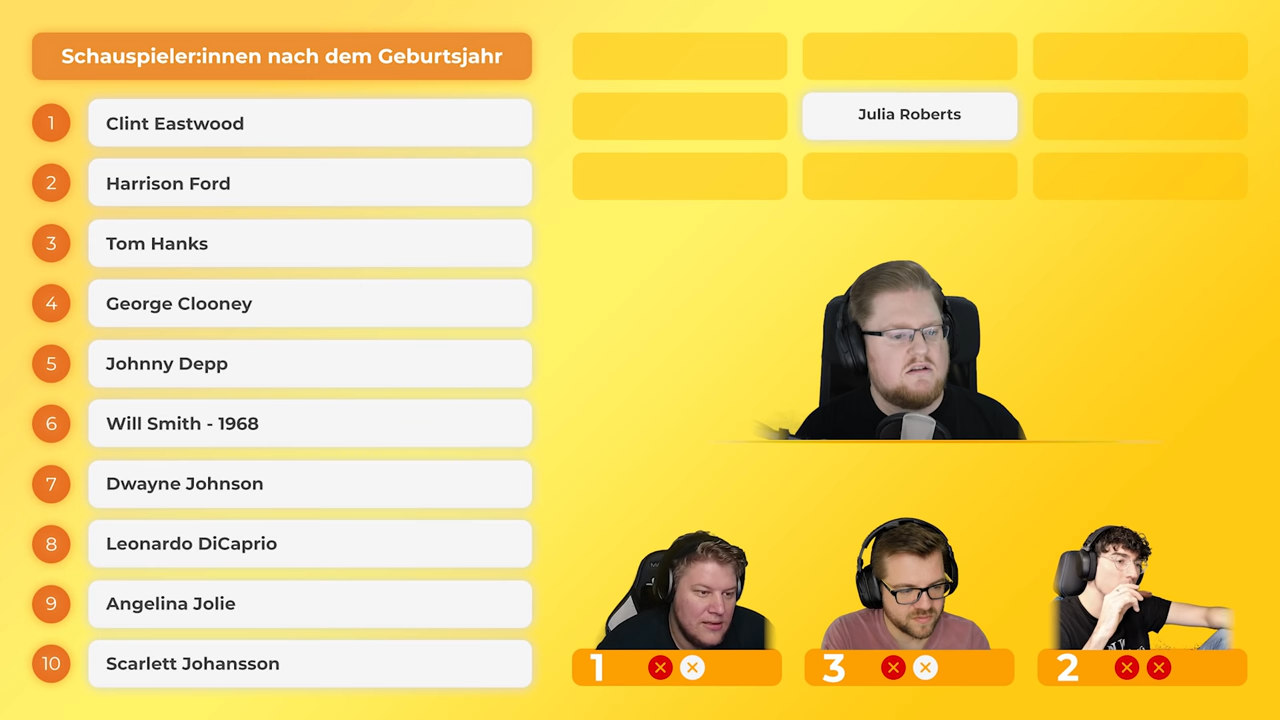 Schauspieler:innen nach dem Geburtsjahr
1 Clint Eastwood
2 Harrison Ford
3 Tom Hanks
4 George Clooney
5 Johnny Depp
6 Will Smith - 1968
7 Dwayne Johnson
8 Leonardo DiCaprio
9 Angelina Jolie
10 Scarlett Johansson
Julia Roberts
1
3
2